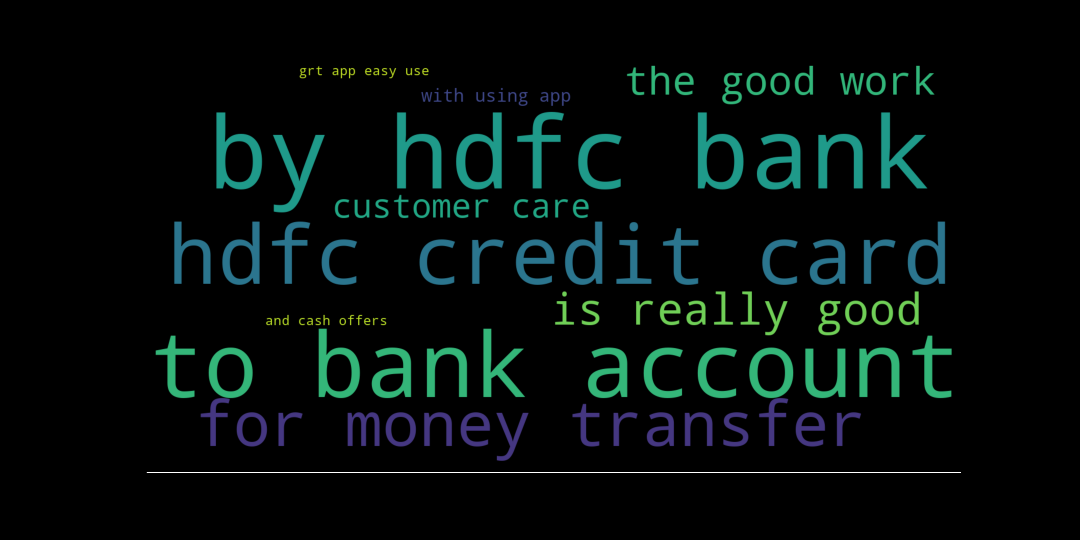 grt app easy use
the good work
with using app
by hdfc bank
customer care
hdfc credit card
is really good
and cash offers
to bank account
for money transfer